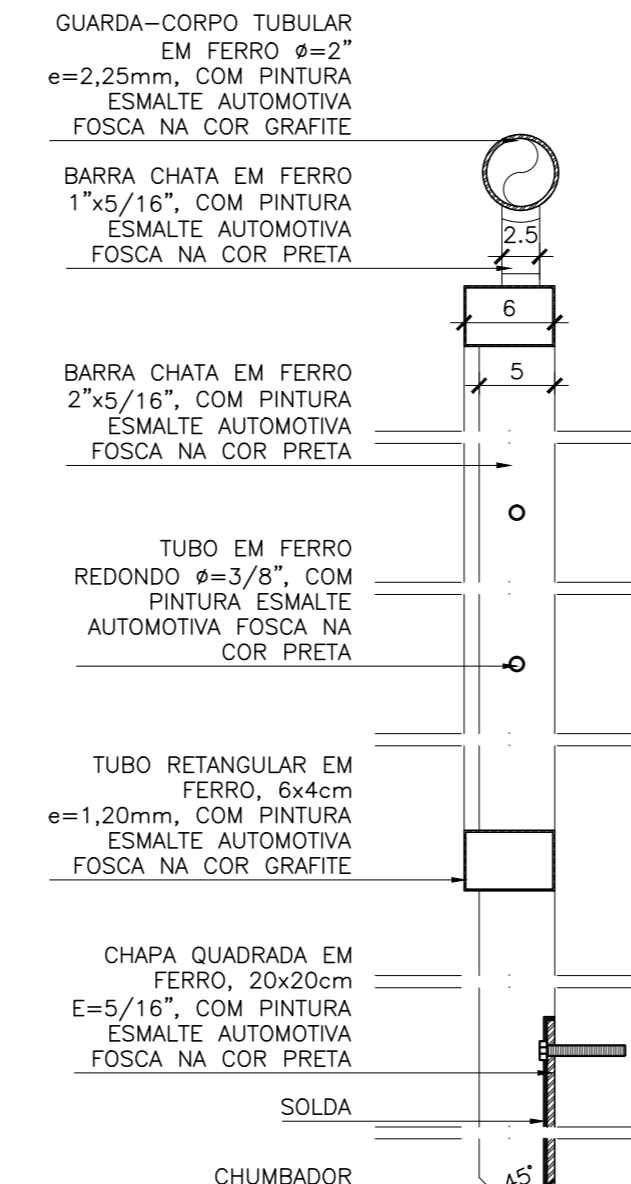 GUARDA-CORPO TUBULAR
EM FERRO ø=2"
e=2,25mm, COM PINTURA
ESMALTE AUTOMOTIVA
FOSCA NA COR GRAFITE
BARRA CHATA EM FERRO
1"x5/16", COM PINTURA
ESMALTE AUTOMOTIVA
FOSCA NA COR PRETA
2.5
6
5
BARRA CHATA EM FERRO
2"x5/16", COM PINTURA
ESMALTE AUTOMOTIVA
FOSCA NA COR PRETA
TUBO EM FERRO
REDONDO ø=3/8", COM
PINTURA ESMALTE
AUTOMOTIVA FOSCA NA
COR PRETA
TUBO RETANGULAR EM
FERRO, 6x4cm
e=1,20mm, COM PINTURA
ESMALTE AUTOMOTIVA
FOSCA NA COR GRAFITE
CHAPA QUADRADA EM
FERRO, 20x20cm
E=5/16", COM PINTURA
ESMALTE AUTOMOTIVA
FOSCA NA COR PRETA
SOLDA
CHUMBADOR
45°